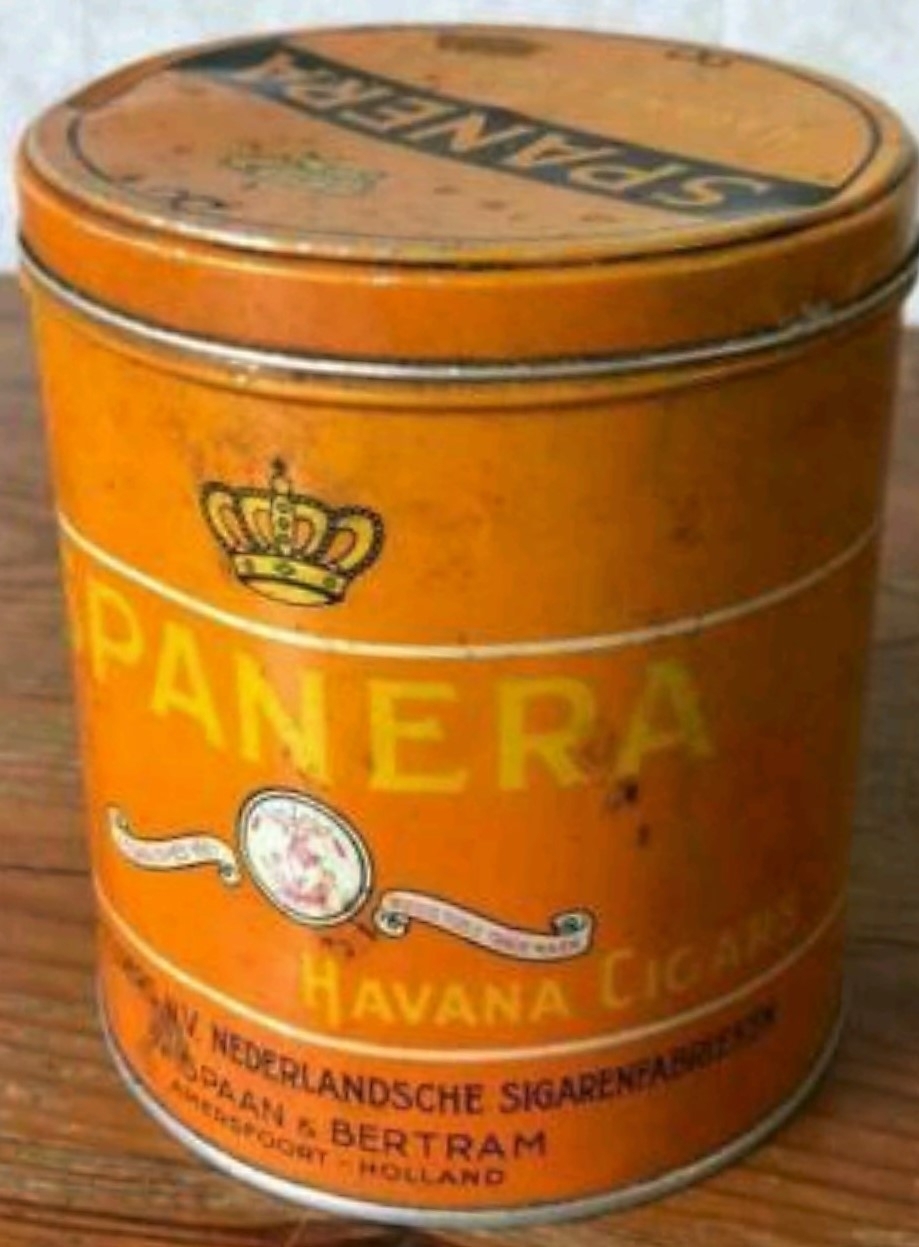 SPANERA
SPANERA
HAVANA CIGARS
N.V. NEDERLANDSCHE SIGARENFABRIEKEN
SPAAN & BERTRAM
AMERSFOORT - HOLLAND